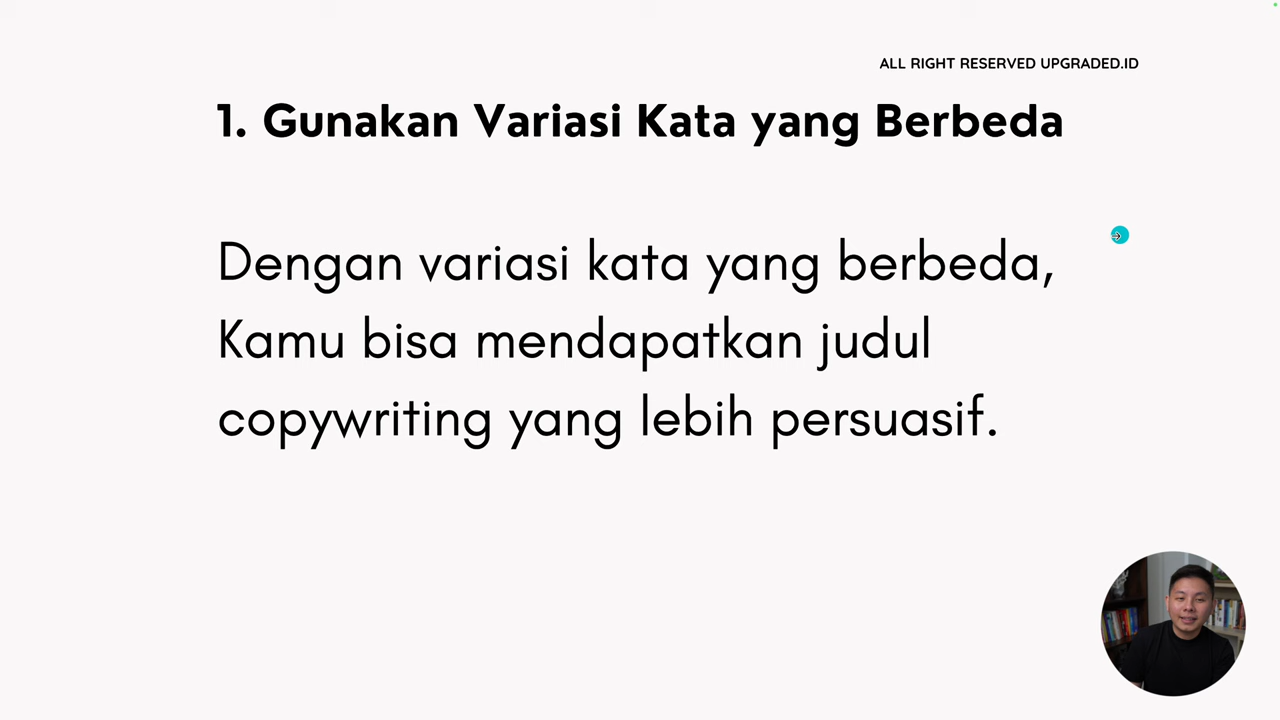 ALL RIGHT RESERVED UPGRADED.ID
1. Gunakan Variasi Kata yang Berbeda
Dengan variasi kata yang berbeda,
Kamu bisa mendapatkan judul
copywriting yang lebih persuasif.